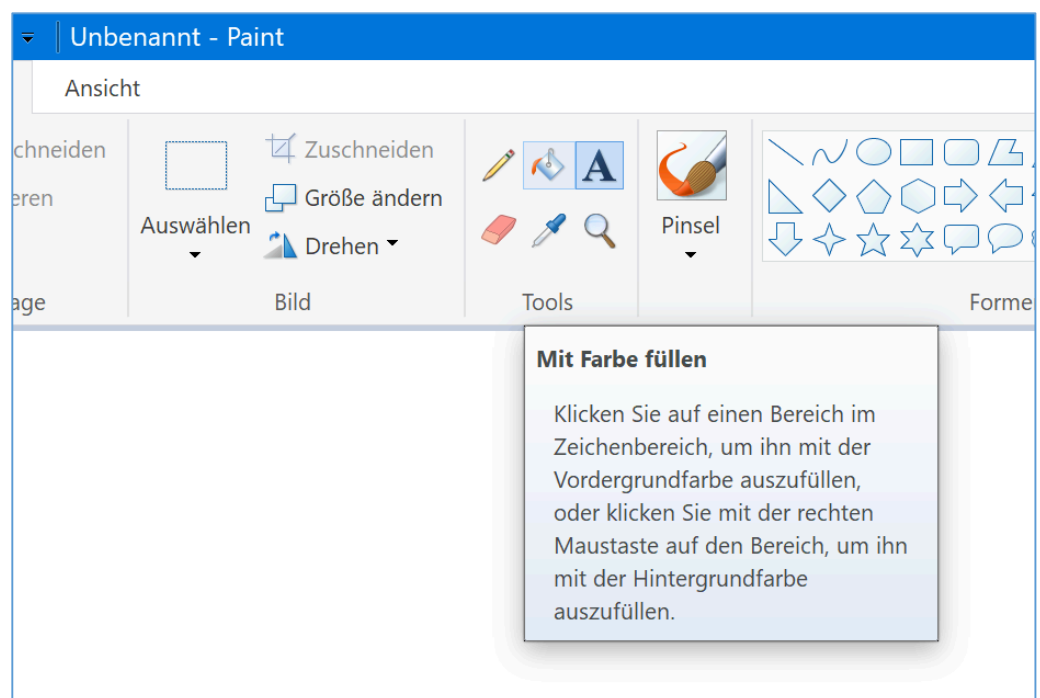 Unbenannt - Paint
Ansicht
chneiden
eren
Auswählen
Zuschneiden
Größe ändern
Drehen
A
Pinsel
age
Bild
Tools
Forme
Mit Farbe füllen
Klicken Sie auf einen Bereich im
Zeichenbereich, um ihn mit der
Vordergrundfarbe auszufüllen,
oder klicken Sie mit der rechten
Maustaste auf den Bereich, um ihn
mit der Hintergrundfarbe
auszufüllen.